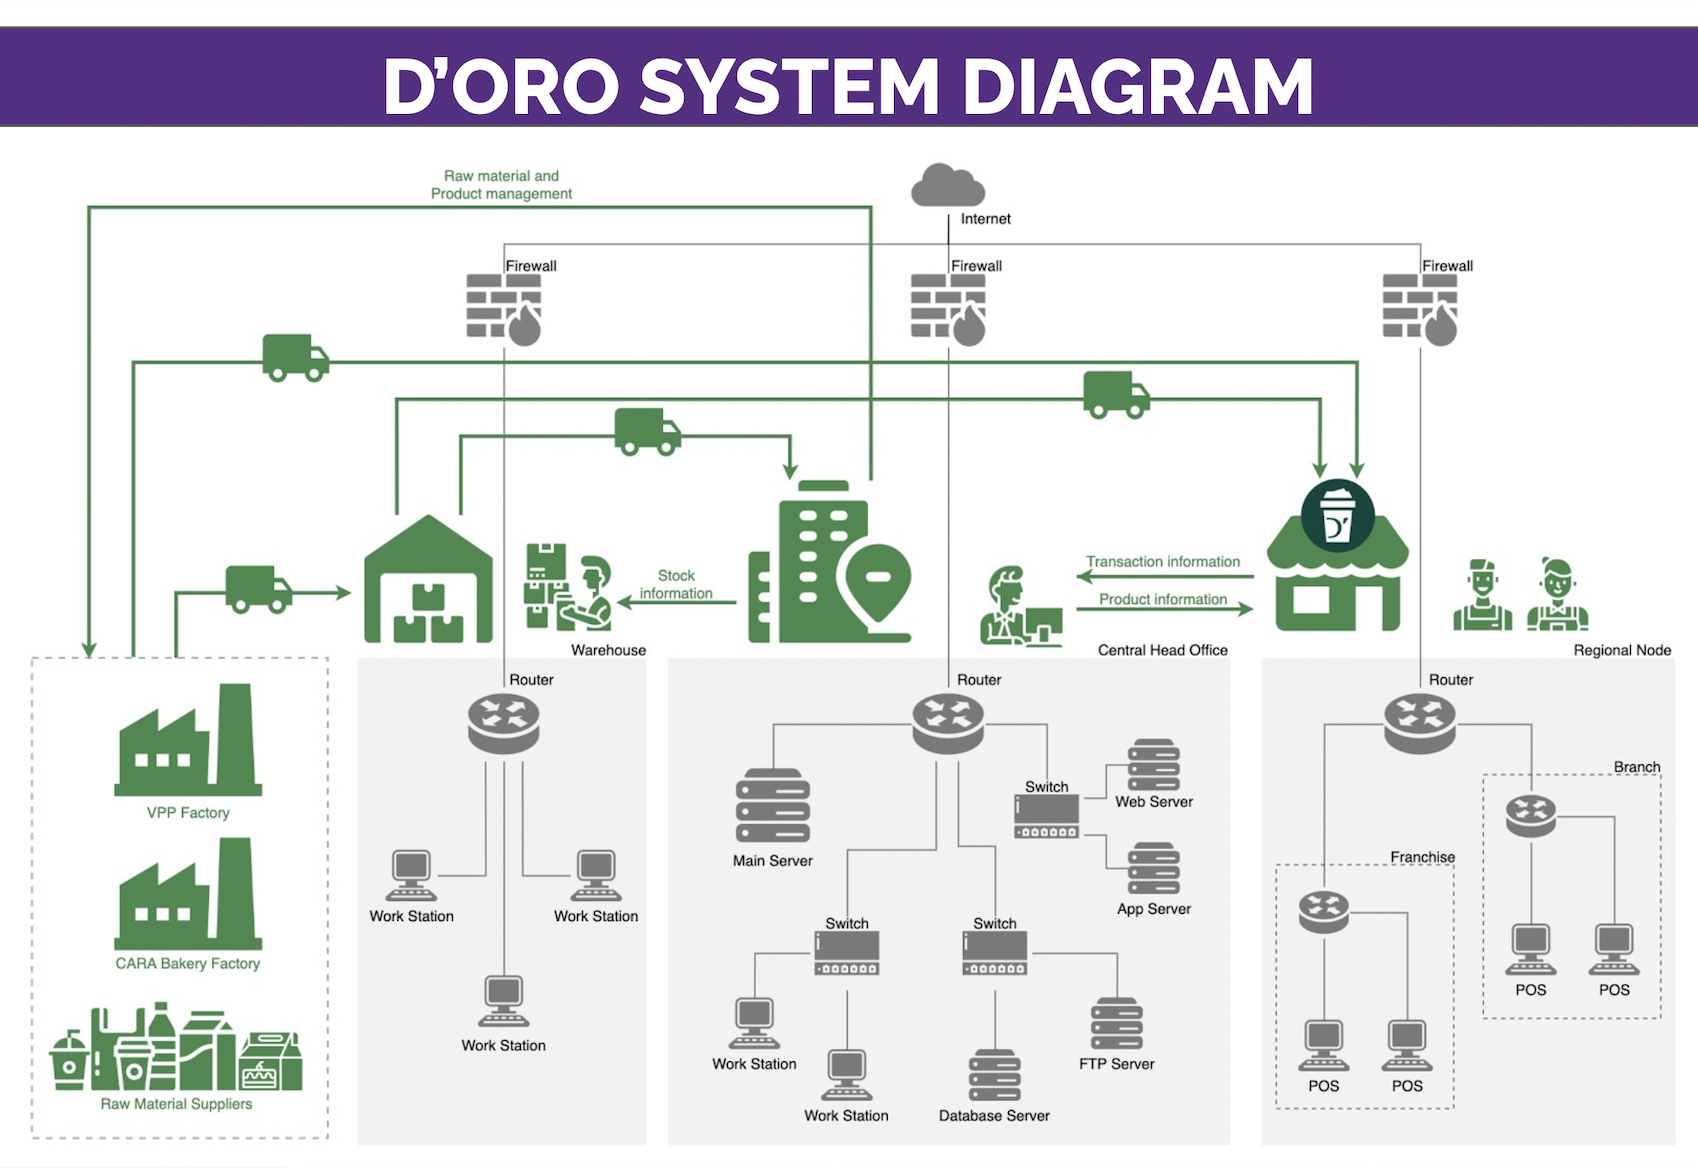 D'ORO SYSTEM DIAGRAM
Raw material and
Product management
Internet
Firewall
Firewall
Firewall
Stock
information
Transaction information
Product information
Warehouse
Central Head Office
Regional Node
Router
Router
Router
VPP Factory
CARA Bakery Factory
Raw Material Suppliers
Work Station
Work Station
Work Station
Main Server
Switch
Web Server
App Server
Switch
Switch
Work Station
Work Station
Database Server
FTP Server
Branch
POS
POS
Franchise
POS
POS
D'